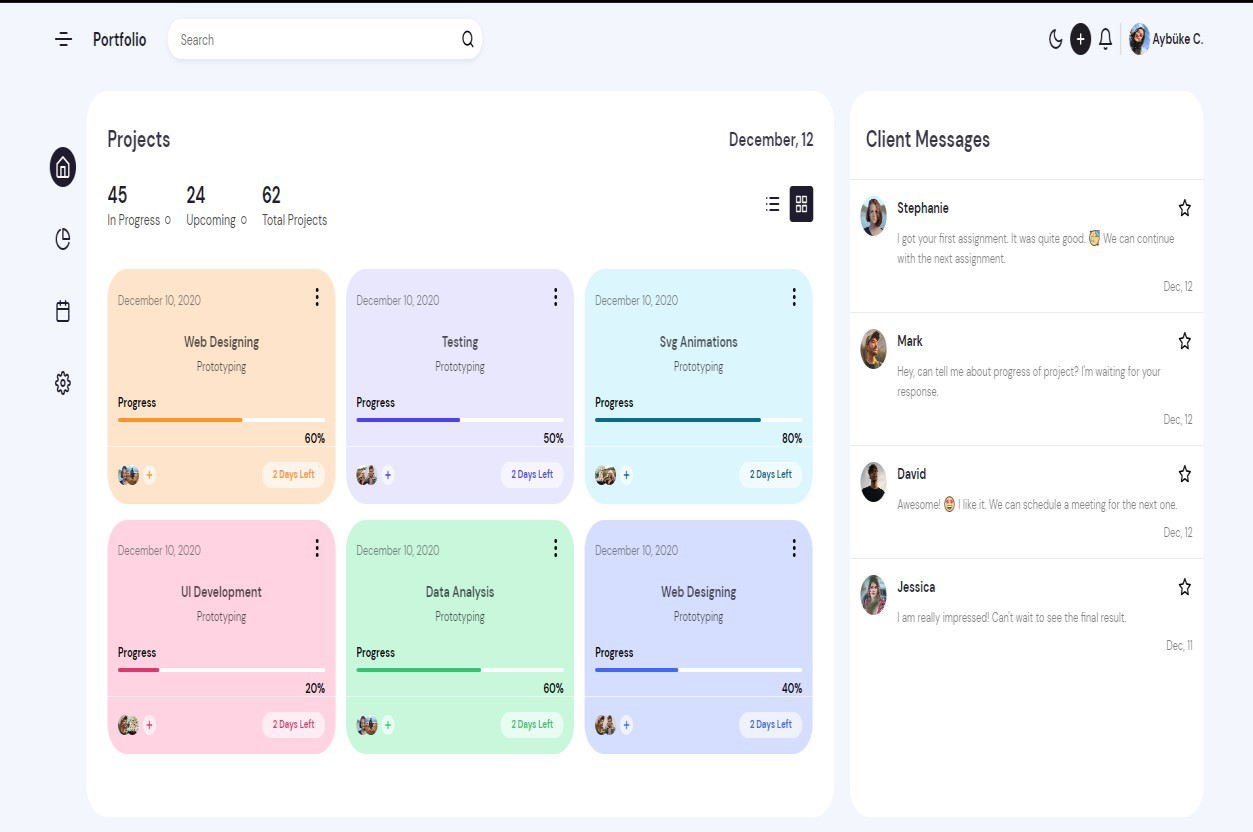 Portfolio
Search
+
Aybüke C.
Projects
December, 12
45
In Progress
24
Upcoming
62
Total Projects
December 10, 2020
Web Designing
Prototyping
Progress
60%
+
2 Days Left
December 10, 2020
Testing
Prototyping
Progress
50%
+
2 Days Left
December 10, 2020
Svg Animations
Prototyping
Progress
80%
+
2 Days Left
December 10, 2020
UI Development
Prototyping
Progress
20%
+
2 Days Left
December 10, 2020
Data Analysis
Prototyping
Progress
60%
+
2 Days Left
December 10, 2020
Web Designing
Prototyping
Progress
40%
+
2 Days Left
Client Messages
Stephanie
I got your first assignment. It was quite good. 🥳 We can continue
with the next assignment.
Dec, 12
Mark
Hey, can tell me about progress of project? I'm waiting for your
response.
Dec, 12
David
Awesome! 🤩 I like it. We can schedule a meeting for the next one.
Dec, 12
Jessica
I am really impressed! Can't wait to see the final result.
Dec, 11